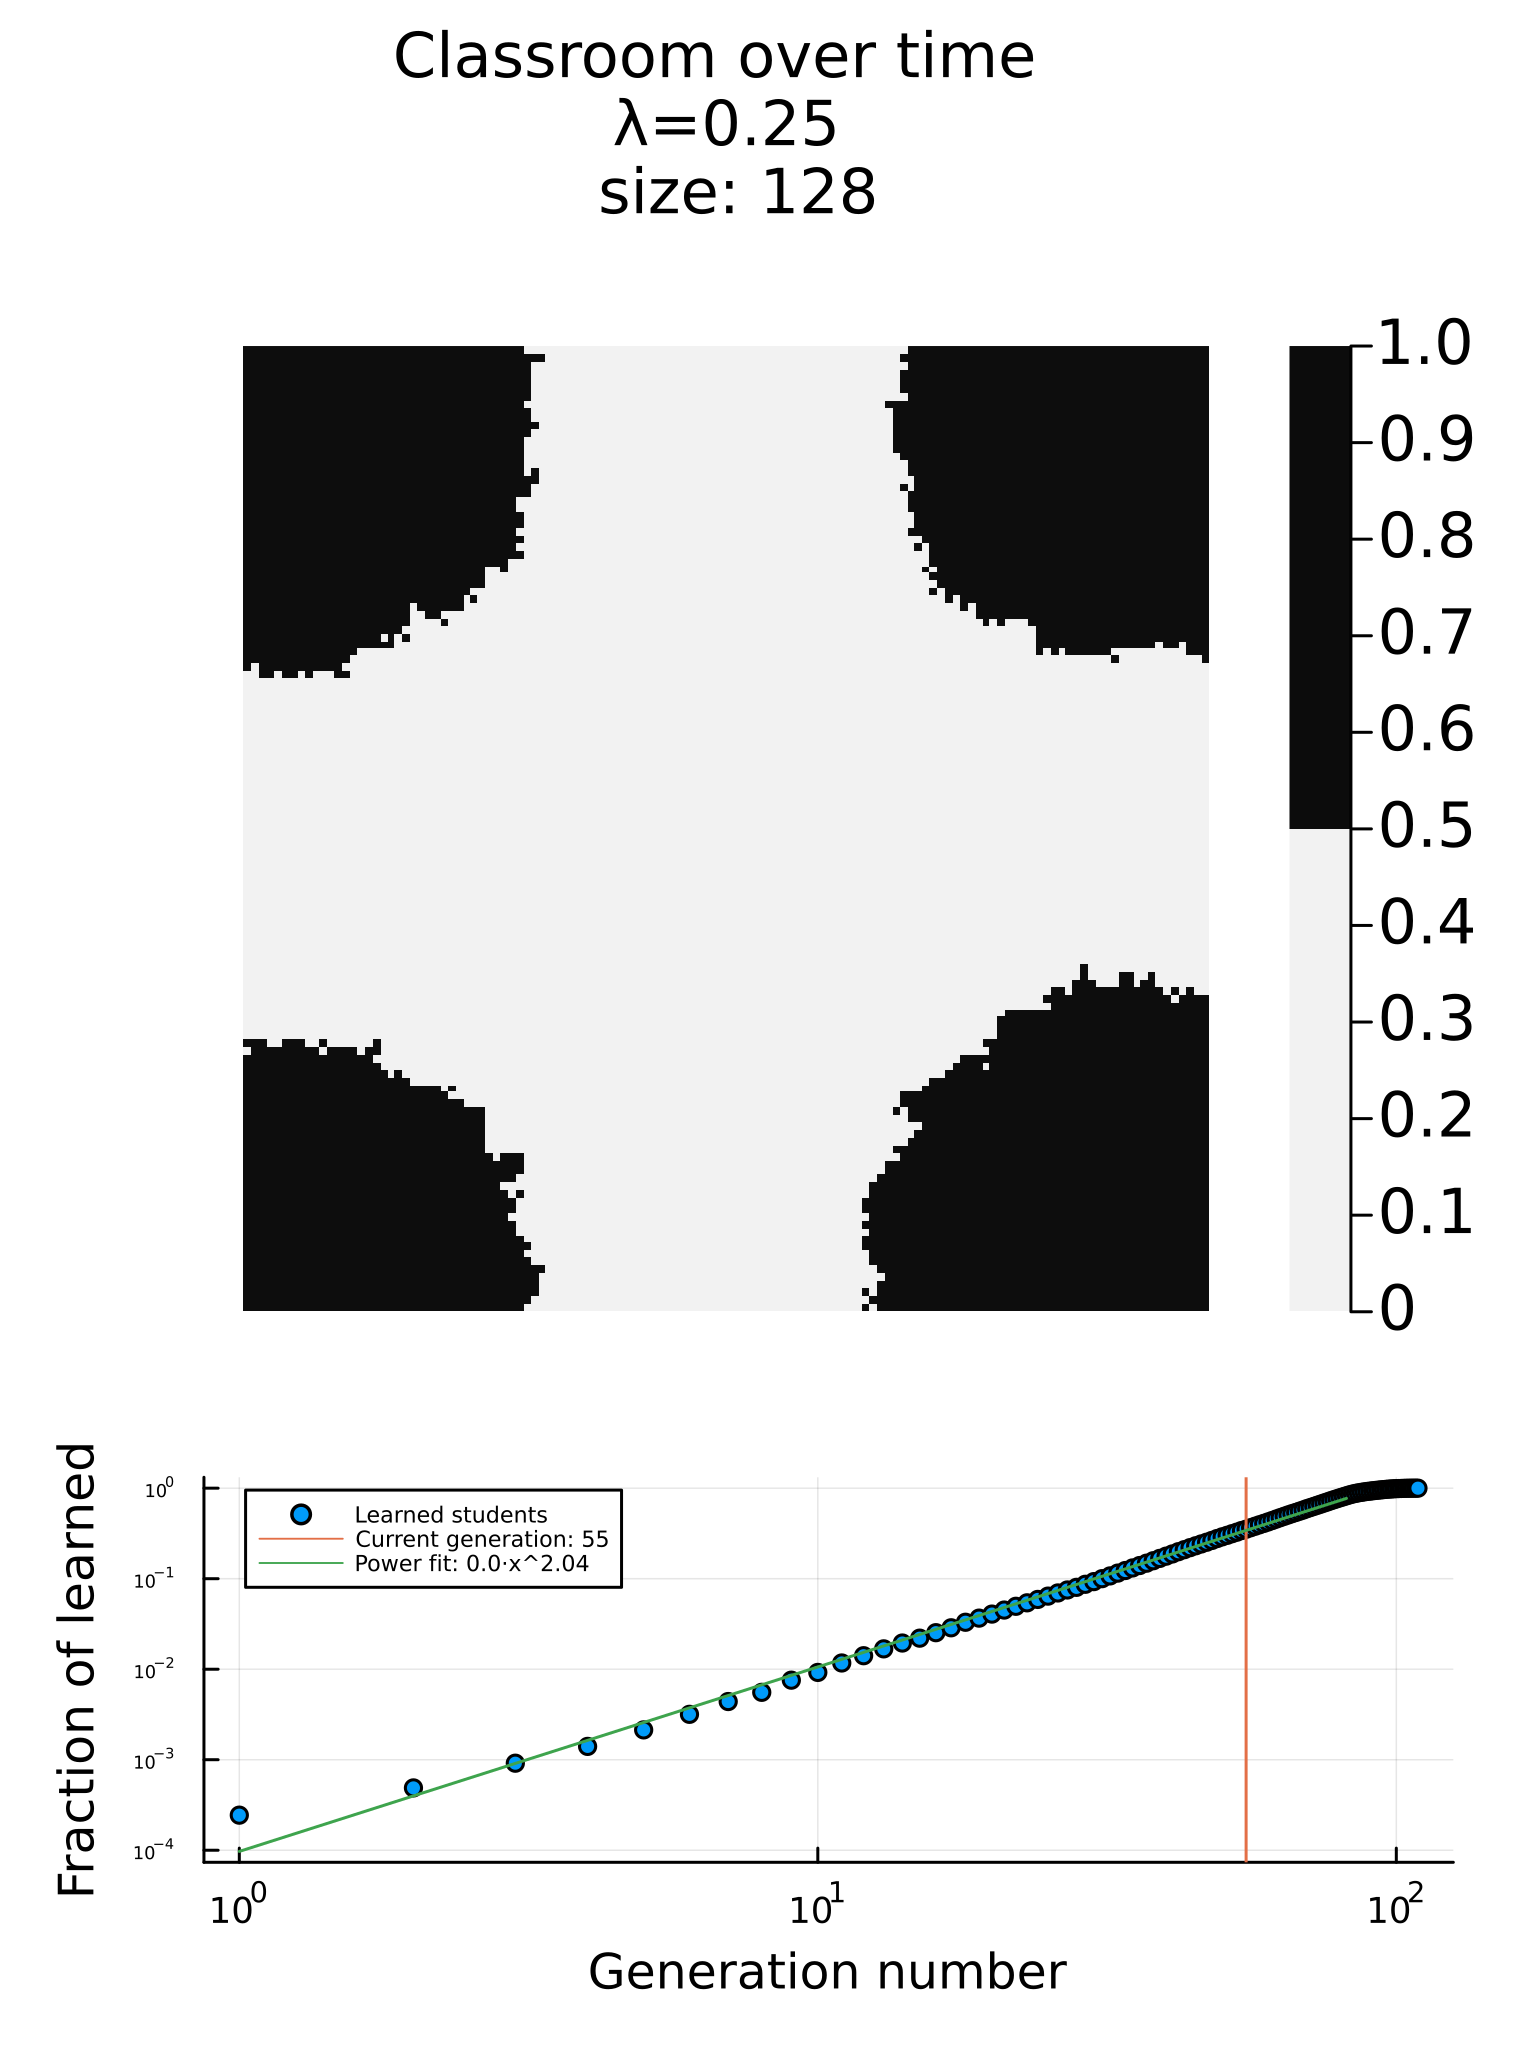 Classroom over time
λ=0.25
size: 128
1.0
0.9
0.8
0.7
0.6
0.5
0.4
0.3
0.2
0.1
0
Fraction of learned
10^0
10^−1
10^−2
10^−3
10^−4
Learned students
Current generation: 55
Power fit: 0.0·x^2.04
10^0 10^1 10^2
Generation number